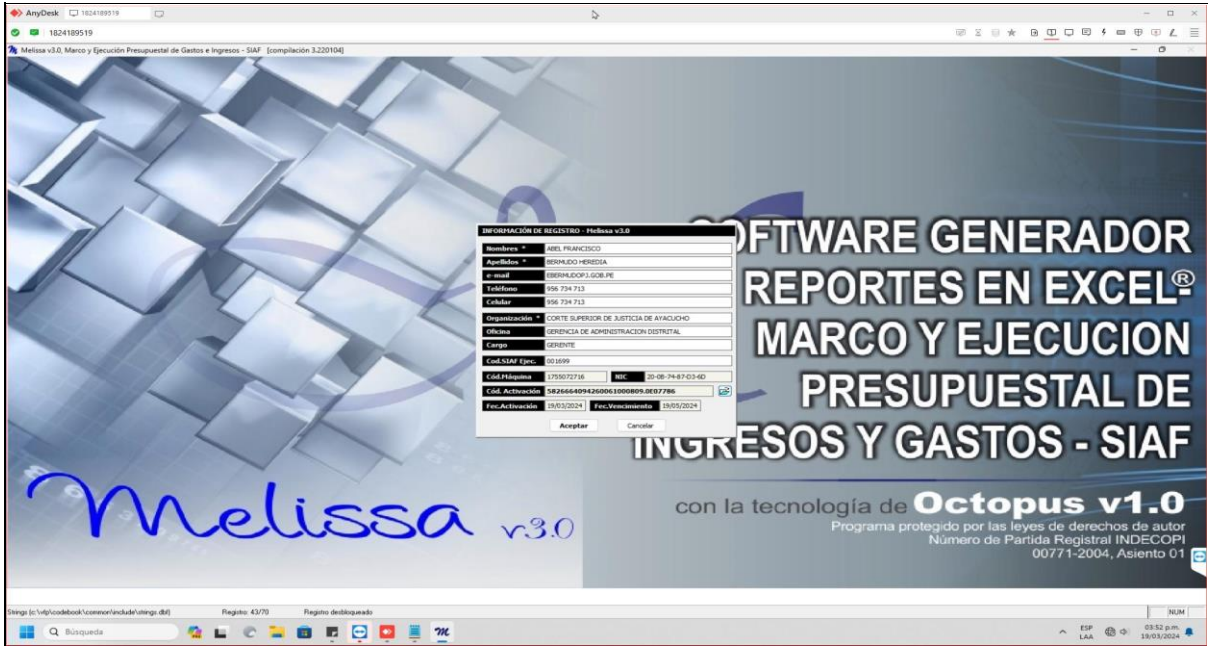 AnyDesk 1824189519
1824189519
Melissa v3.0, Marco y Ejecución Presupuestal de Gastos e Ingresos - SIAF [compilación 3.220104]
SOFTWARE GENERADOR
REPORTES EN EXCEL®
MARCO Y EJECUCION
PRESUPUESTAL DE
INGRESOS Y GASTOS - SIAF
INFORMACIÓN DE REGISTRO - Melissa v3.0
Nombres * ABEL FRANCISCO
Apellidos * BERMUDO HEREDIA
e-mail EBERMUDOPJ.GOB.PE
Teléfono 956 734 713
Celular 956 734 713
Organización * CORTE SUPERIOR DE JUSTICIA DE AYACUCHO
Oficina GERENCIA DE ADMINISTRACION DISTRITAL
Cargo GERENTE
Cod.SIAF Ejec. 001699
Cód.Máquina 1755072716 NIC 20-0B-74-87-D3-6D
Cód. Activación 5826664094260061000809.0E07786
Fec.Activación 19/03/2024 Fec.Vencimiento 19/05/2024
Aceptar Cancelar
Melissa v3.0
con la tecnología de Octopus v1.0
Programa protegido por las leyes de derechos de autor
Número de Partida Registral INDECOPI
00771-2004, Asiento 01
Strings (c:\vfp\codebook\common\include\strings.dbf) Registro: 43/70 Registro desbloqueado NUM
Búsqueda
ESP
LAA
03:52 p.m.
19/03/2024